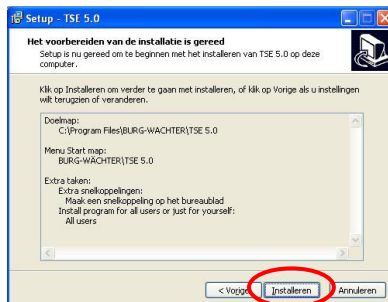 Setup - TSE 5.0
Het voorbereiden van de installatie is gereed
Setup is nu gereed om te beginnen met het installeren van TSE 5.0 op deze
computer.
Klik op Installeren om verder te gaan met installeren, of klik op Vorige als u instellingen
wilt terugzien of veranderen.
Doelmap:
C:\Program Files\BURG-WACHTER\TSE 5.0
Menu Start map:
BURG-WÄCHTER\TSE 5.0
Extra taken:
Extra snelkoppelingen:
Maak een snelkoppeling op het bureaublad
Install program for all users or just for yourself:
All users
< Vorige
Installeren
Annuleren